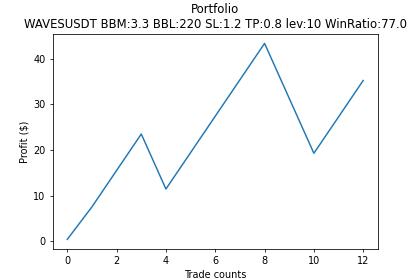 Portfolio
WAVESUSDT BBM:3.3 BBL:220 SL:1.2 TP:0.8 lev:10 WinRatio:77.0
40
30
20
10
0
Profit ($)
0 2 4 6 8 10 12
Trade counts